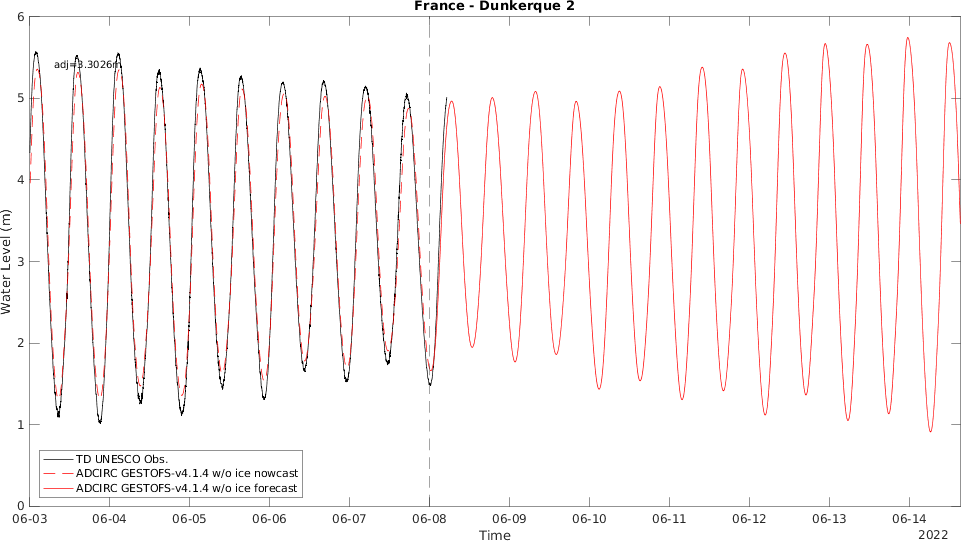 France - Dunkerque 2
6
5
4
3
2
1
0
Water Level (m)
adj=3.3026m
TD UNESCO Obs.
ADCIRC GESTOFS-v4.1.4 w/o ice nowcast
ADCIRC GESTOFS-v4.1.4 w/o ice forecast
06-03 06-04 06-05 06-06 06-07 06-08 06-09 06-10 06-11 06-12 06-13 06-14
Time
2022